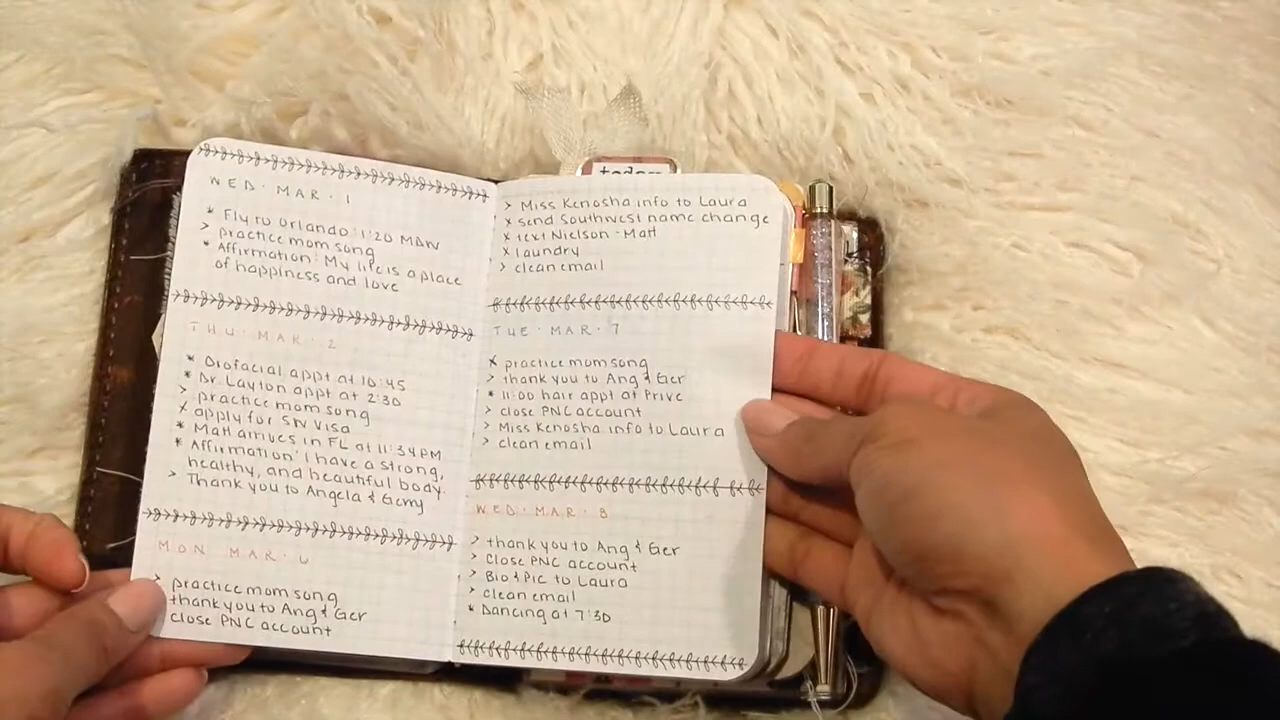 WED · MAR · 1
* Fly to Orlando 1:20 MDW
> practice mom song
* Affirmation: My life is a place
of happiness and love
THU · MAR · 2
* Orofacial appt at 10:45
* Dr. Layton appt at 2:30
> practice mom song
x apply for SW visa
* Matt arrives in FL at 11:34 PM
* Affirmation: I have a strong,
healthy, and beautiful body.
> Thank you to Angela & Gerry
MON MAR · 6
> practice mom song
thank you to Ang & Ger
close PNC account
> Miss Kenosha info to Laura
x send Southwest name change
x text Nielson - Matt
x laundry
> clean email
TUE · MAR · 7
x practice mom song
> thank you to Ang & Ger
* 11:00 hair appt at Prive
> close PNC account
> Miss Kenosha info to Laura
> clean email
WED · MAR · 8
> thank you to Ang & Ger
> Close PNC account
> Bio & Pic to Laura
> clean email
* Dancing at 7:30
today